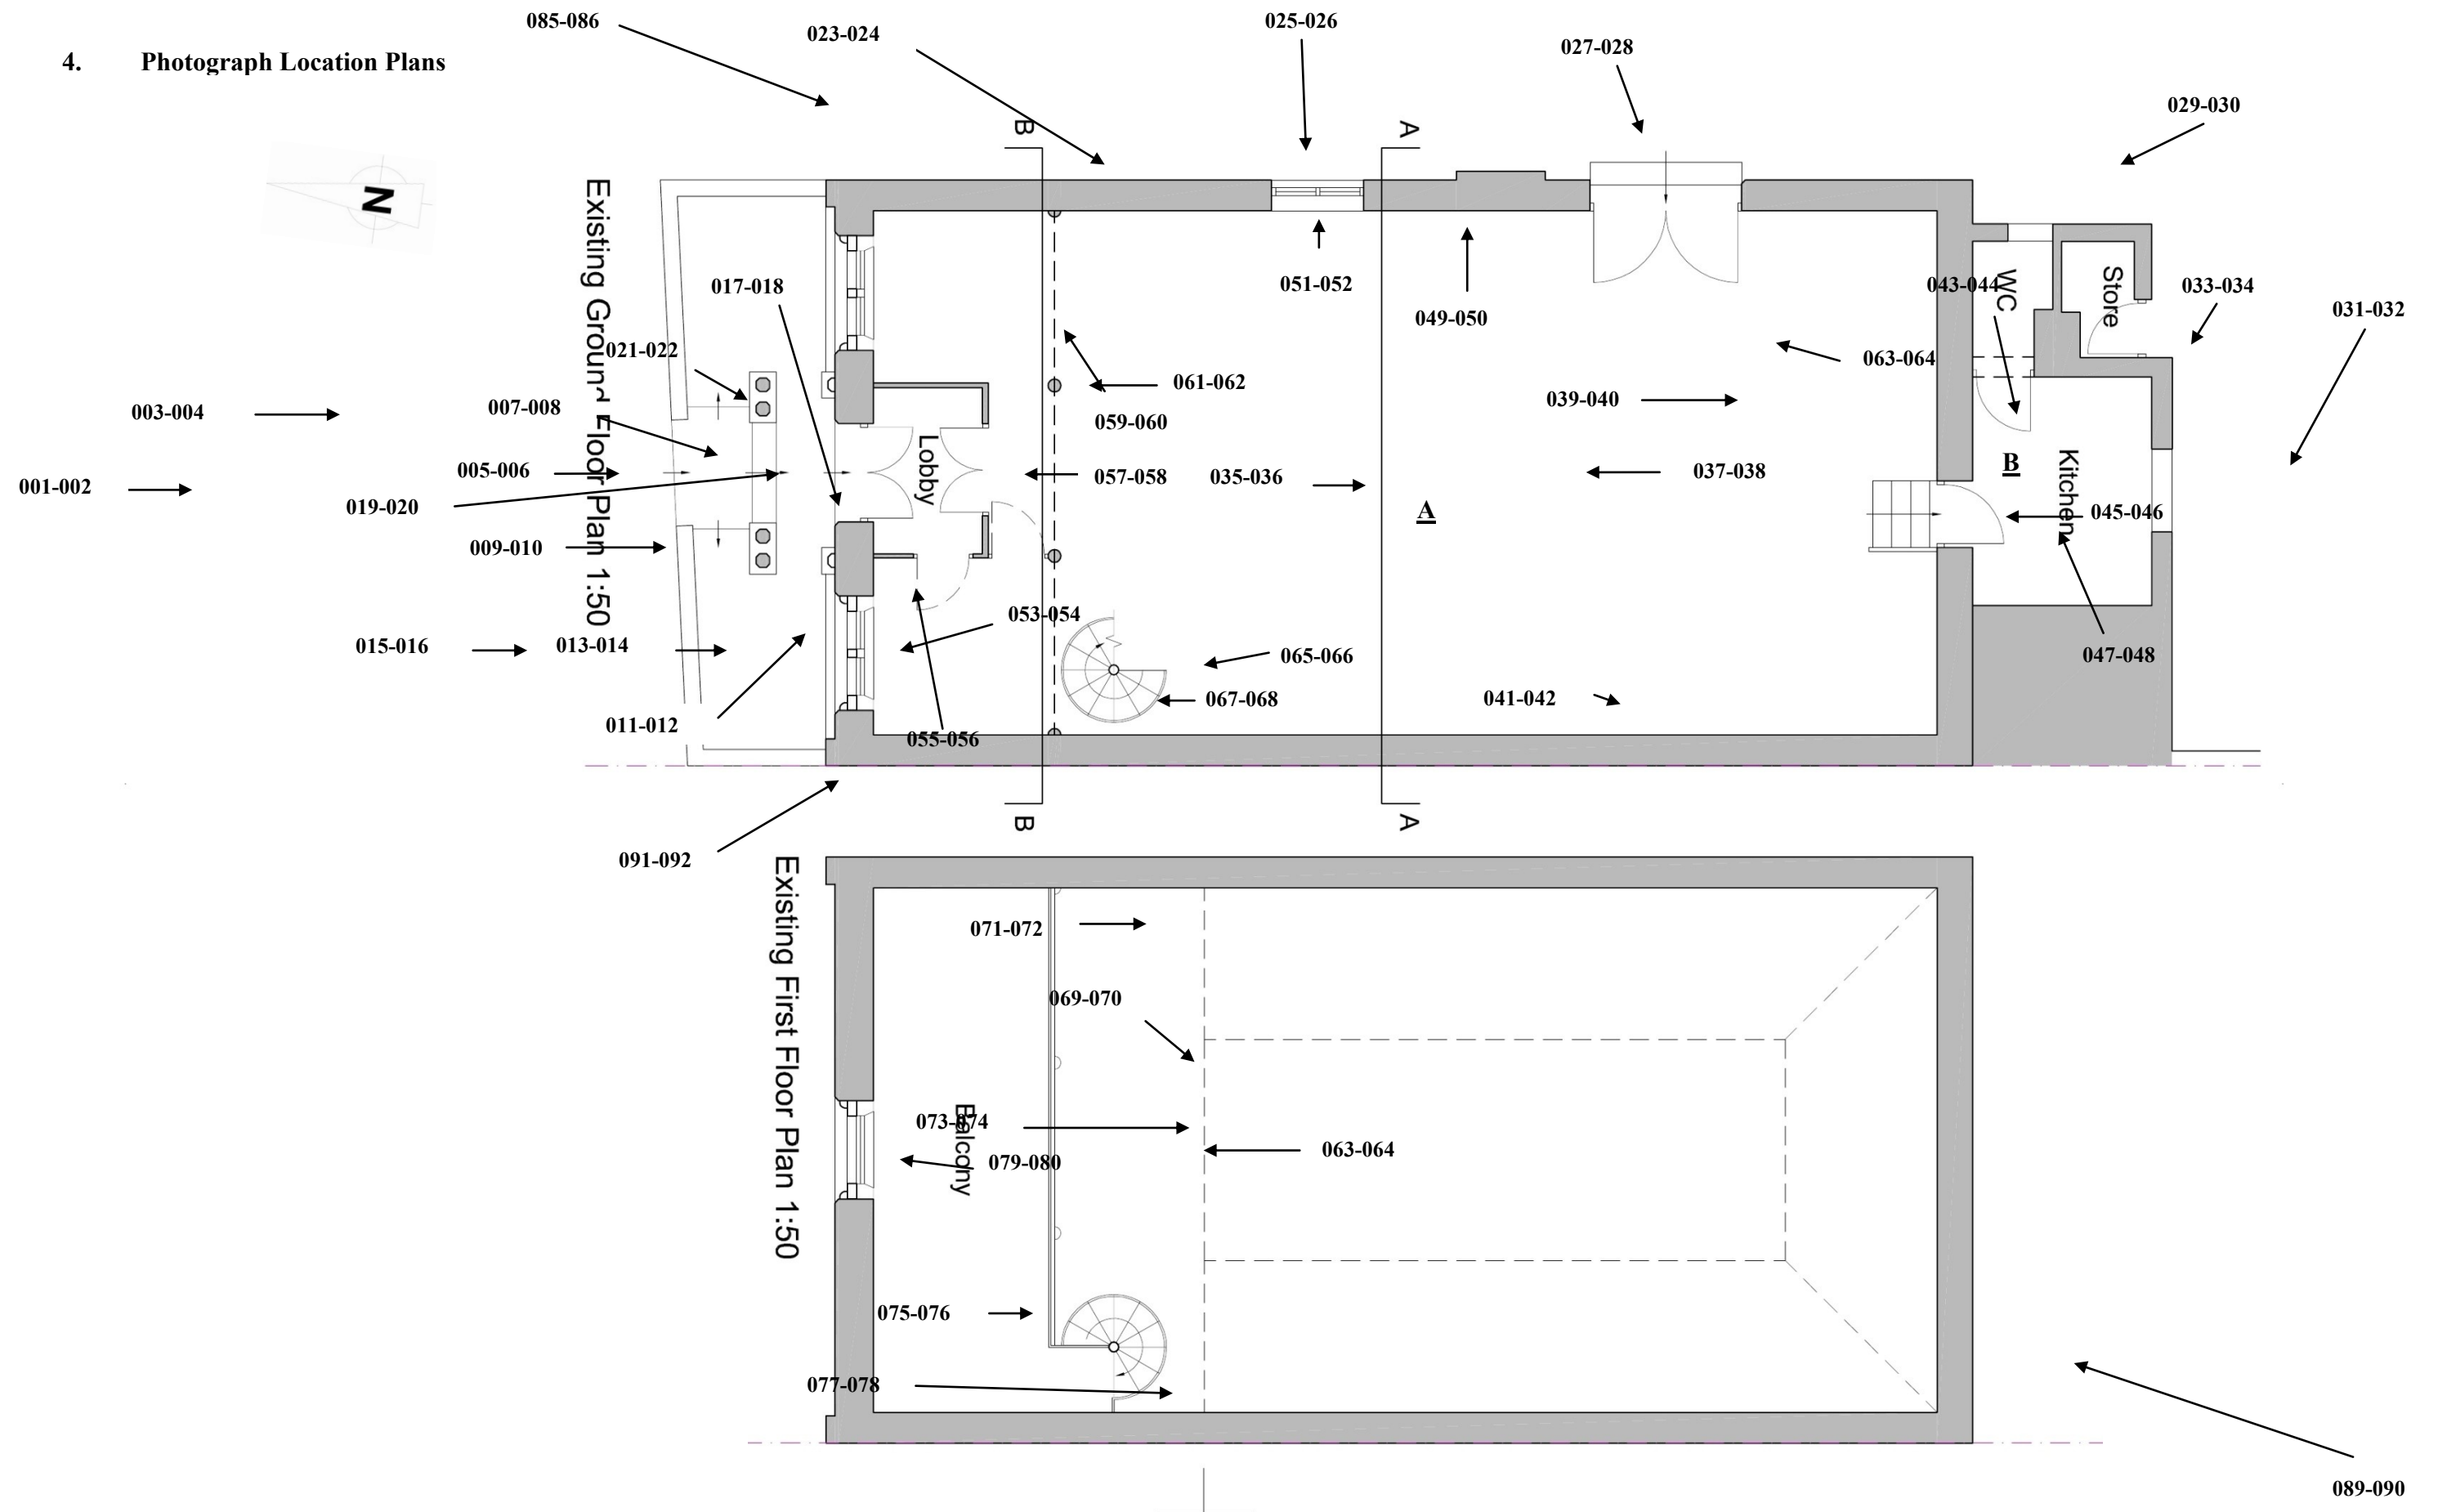 085-086
025-026
023-024
027-028
4. Photograph Location Plans
029-030
B
A
N
Existing Ground Floor Plan 1:50
017-018
051-052
043-044
WC
Store
033-034
031-032
049-050
021-022
063-064
061-062
039-040
003-004
007-008
059-060
Lobby
B
Kitchen
005-006
057-058
035-036
037-038
001-002
019-020
A
045-046
009-010
053-054
015-016
013-014
065-066
047-048
067-068
041-042
011-012
055-056
B
A
091-092
Existing First Floor Plan 1:50
071-072
069-070
073-074
Balcony
063-064
079-080
075-076
077-078
089-090